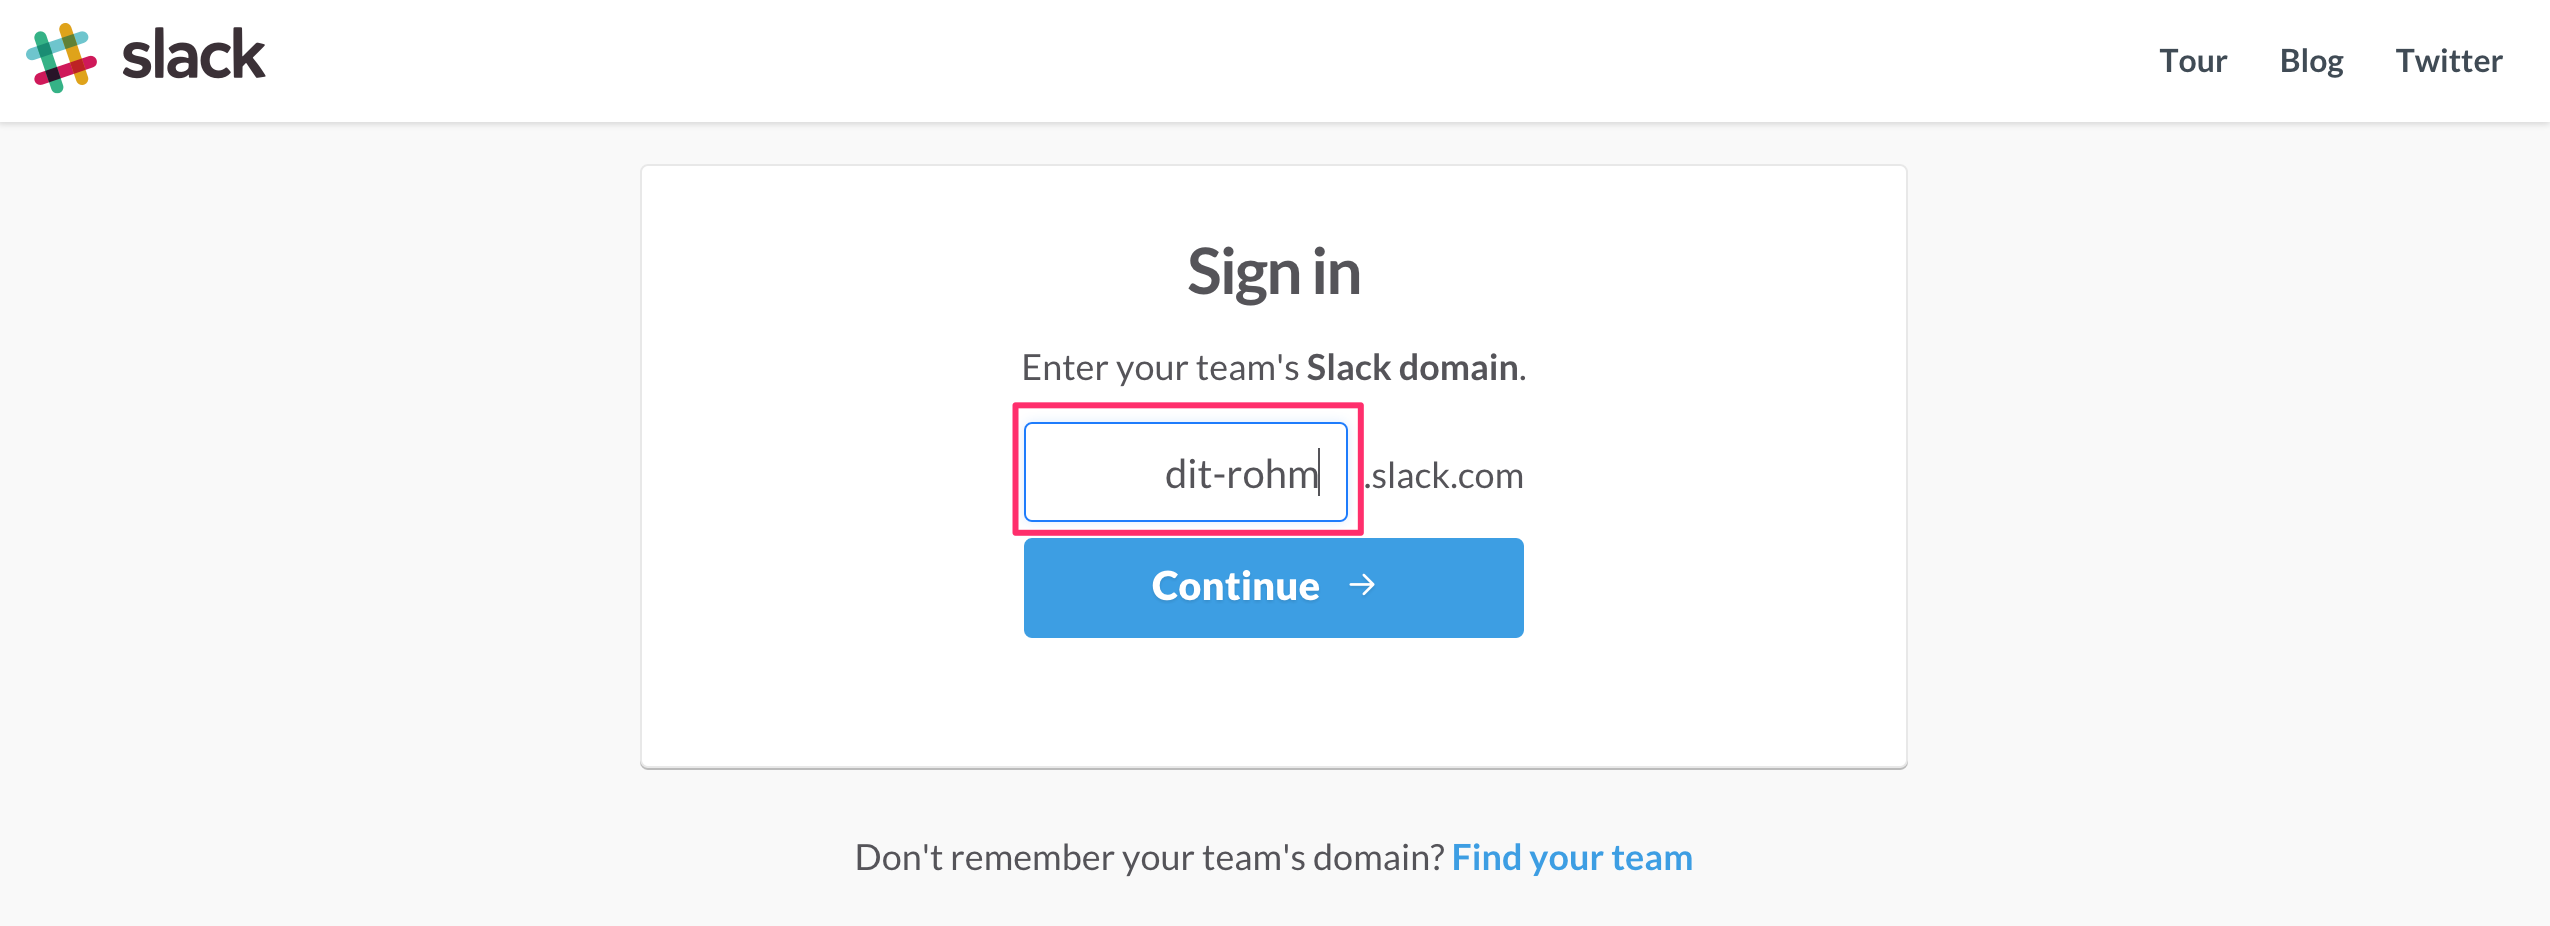 slack
Tour Blog Twitter
Sign in
Enter your team's Slack domain.
dit-rohm .slack.com
Continue →
Don't remember your team's domain? Find your team